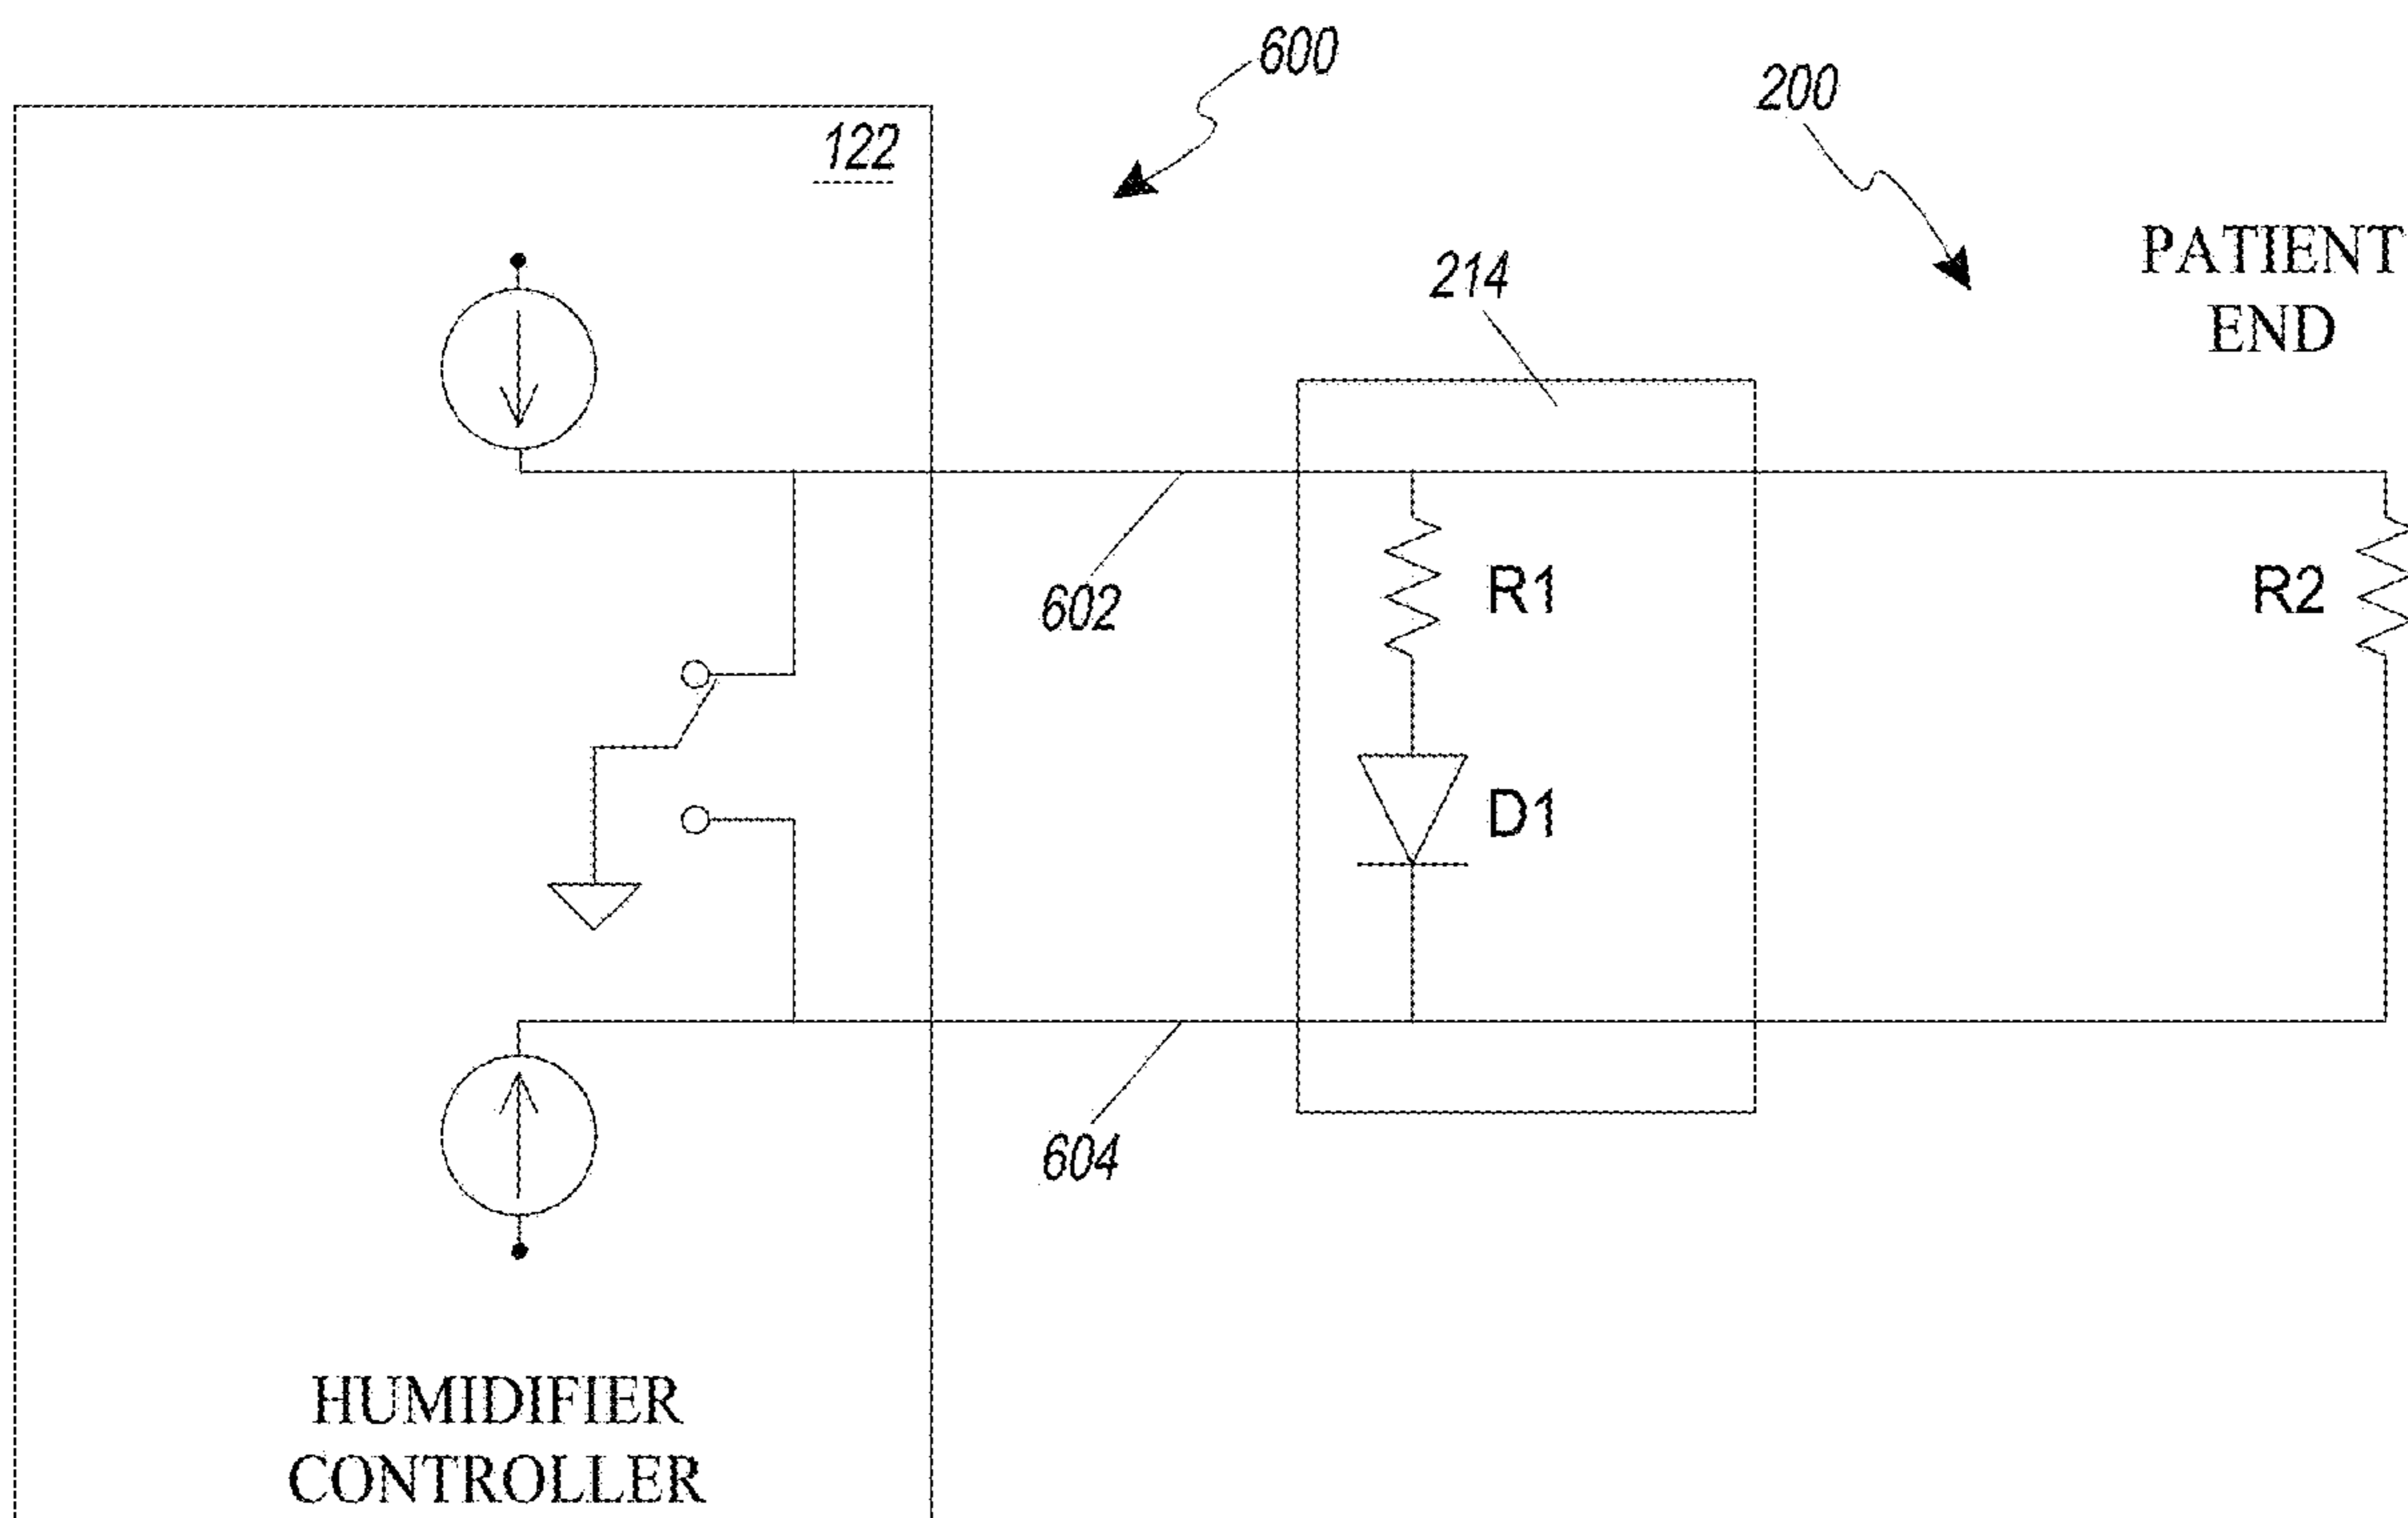 600
200
122
PATIENT
END
214
602
R1
R2
D1
604
HUMIDIFIER
CONTROLLER